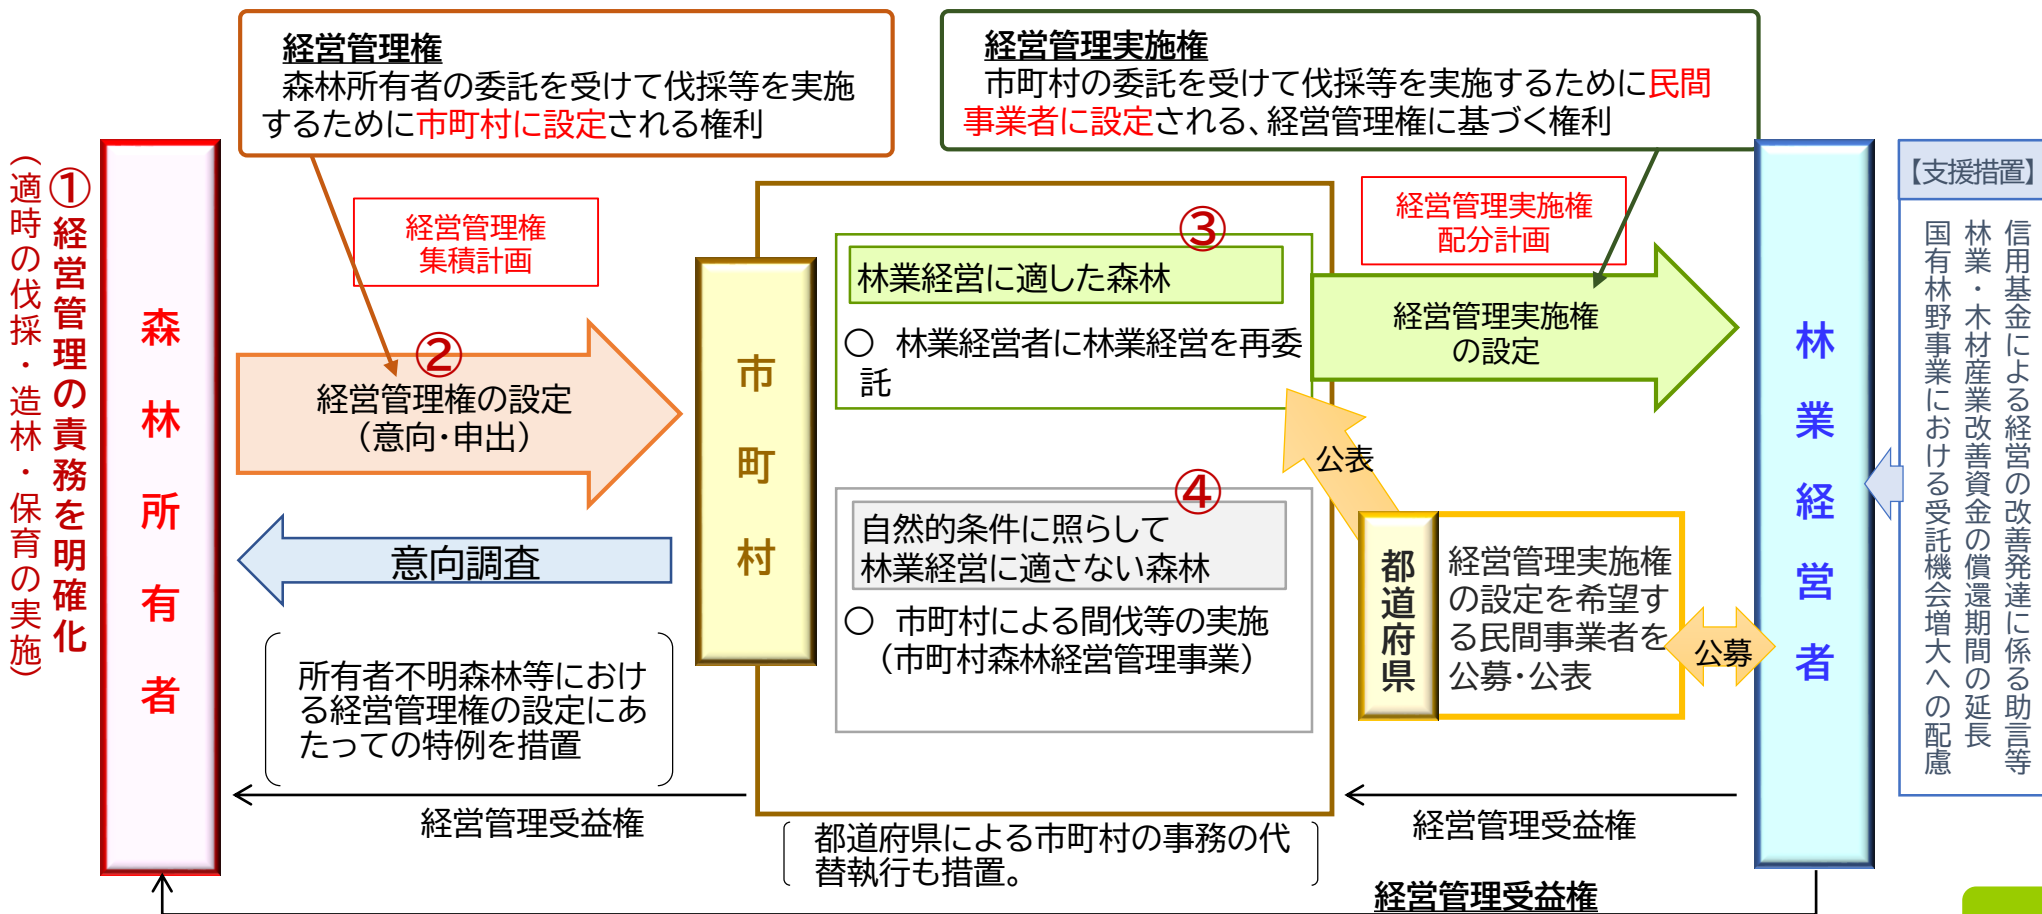 経営管理権
森林所有者の委託を受けて伐採等を実施
するために市町村に設定される権利
経営管理実施権
市町村の委託を受けて伐採等を実施するために民間
事業者に設定される、経営管理権に基づく権利
①経営管理の責務を明確化
（適時の伐採・造林・保育の実施）
森林所有者
経営管理権
集積計画
②
経営管理権の設定
（意向・申出）
意向調査
所有者不明森林等におけ
る経営管理権の設定にあ
たっての特例を措置
経営管理受益権
市町村
③
林業経営に適した森林
○ 林業経営者に林業経営を再委
託
④
自然的条件に照らして
林業経営に適さない森林
○ 市町村による間伐等の実施
（市町村森林経営管理事業）
都道府県による市町村の事務の代
替執行も措置。
経営管理実施権
配分計画
経営管理実施権
の設定
公表
都道府県
経営管理実施権
の設定を希望す
る民間事業者を
公募・公表
公募
経営管理受益権
経営管理受益権
林業経営者
【支援措置】
信用基金による経営の改善発達に係る助言等
林業・木材産業改善資金の償還期間の延長
国有林野事業における受託機会増大への配慮